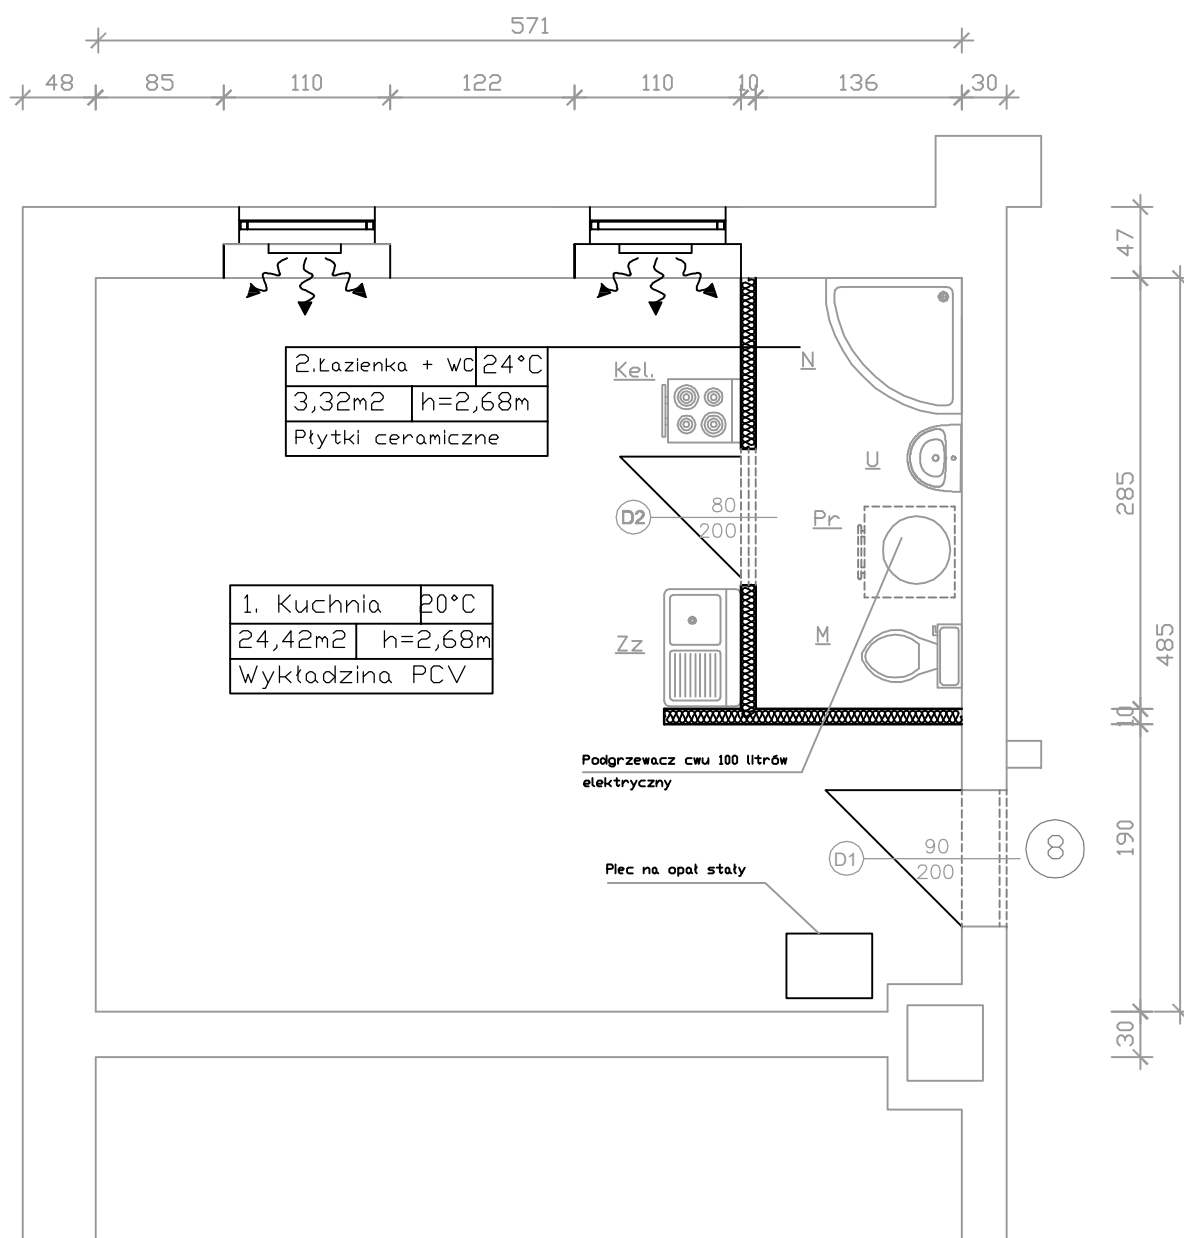 571
48 85 110 122 110 10 136 30
47
2.Łazienka + WC 24°C
3,32m2 h=2,68m
Płytki ceramiczne
Kel.
N
U
285
D2 80
200
Pr
1. Kuchnia 20°C
24,42m2 h=2,68m
Wykładzina PCV
Zz
M
485
10
Podgrzewacz cwu 100 litrów
elektryczny
190
D1 90
200
8
Piec na opał stały
30